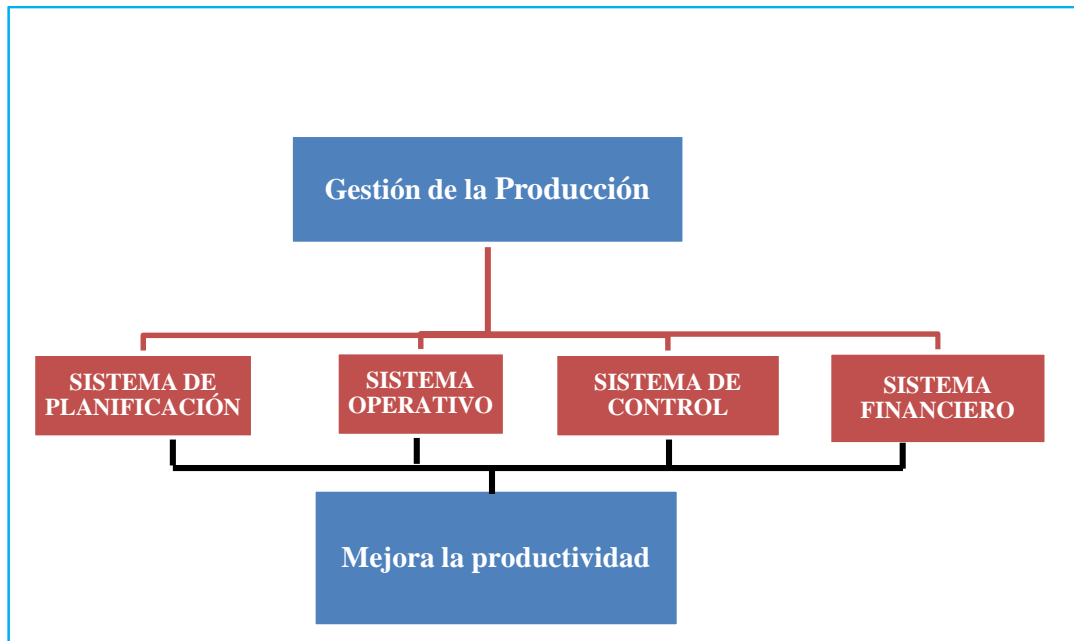 Gestión de la Producción
SISTEMA DE
PLANIFICACIÓN
SISTEMA
OPERATIVO
SISTEMA DE
CONTROL
SISTEMA
FINANCIERO
Mejora la productividad